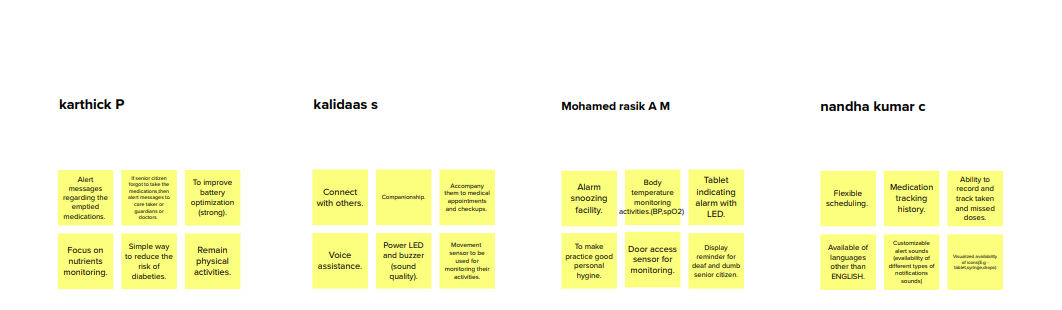 karthick P
kalidaas s
Mohamed rasik A M
nandha kumar c
Alert
messages
regarding the
emptied
medications.
If senior citizen
forgot to take the
medications,then
alert messages to
care taker or
guardians or
doctors.
To improve
battery
optimization
(strong).
Connect
with others.
Companionship.
Accompany
them to medical
appointments
and checkups.
Alarm
snoozing
facility.
Body
temperature
monitoring
activities.(BP,spO2)
Tablet
indicating
alarm with
LED.
Flexible
scheduling.
Medication
tracking
history.
Ability to
record and
track taken
and missed
doses.
Focus on
nutrients
monitoring.
Simple way
to reduce the
risk of
diabeties.
Remain
physical
activities.
Voice
assistance.
Power LED
and buzzer
(sound
quality).
Movement
sensor to be
used for
monitoring their
activities.
To make
practice good
personal
hygine.
Door access
sensor for
monitoring.
Display
reminder for
deaf and dumb
senior citizen.
Available of
languages
other than
ENGLISH.
Customizable
alert sounds
(availability of
different types of
notifications
sounds)
Visualized availability
of icons(E.g -
tablet,syringe,drops)